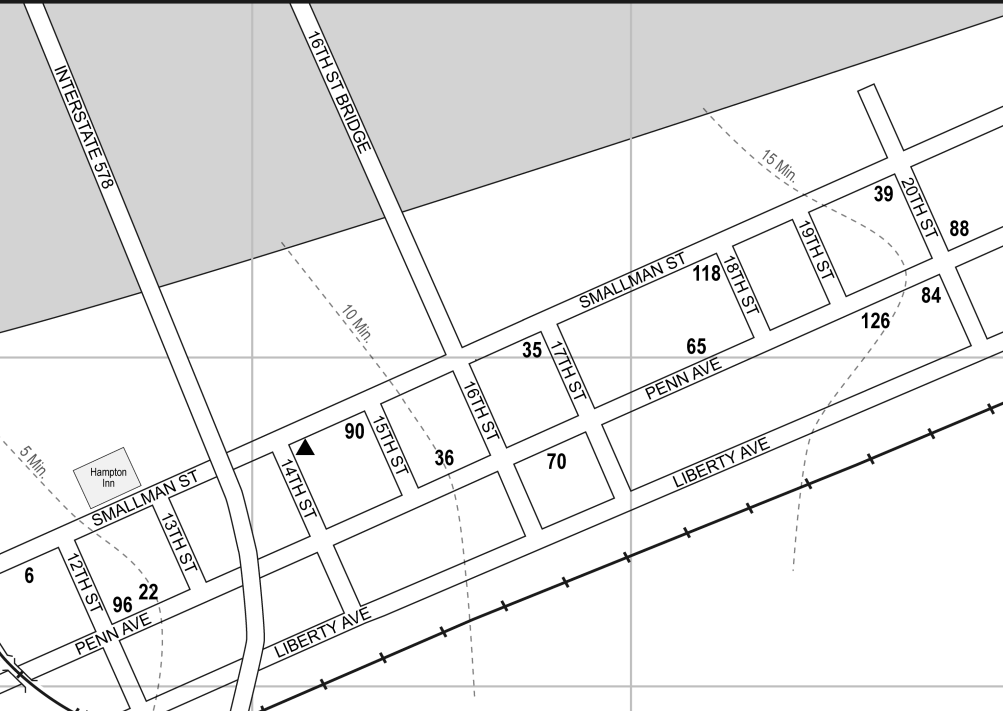 INTERSTATE 578
16TH ST BRIDGE
15 Min.
39
20TH ST
88
19TH ST
SMALLMAN ST
118
18TH ST
84
126
10 Min.
35
17TH ST
65
PENN AVE
16TH ST
90
15TH ST
36
70
LIBERTY AVE
5 Min.
Hampton
Inn
SMALLMAN ST
14TH ST
13TH ST
6
12TH ST
22
96
PENN AVE
LIBERTY AVE